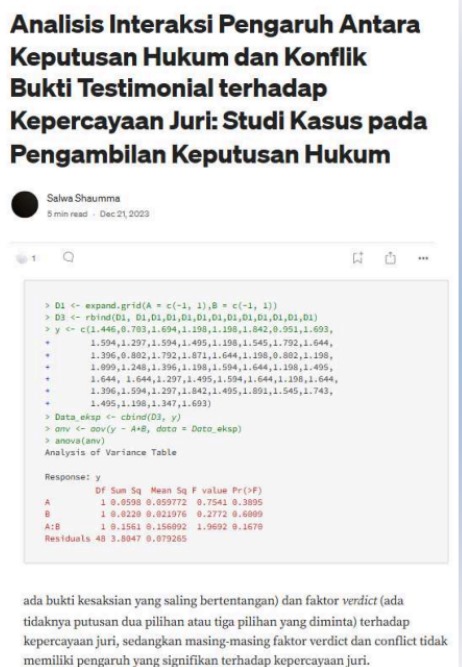 Analisis Interaksi Pengaruh Antara
Keputusan Hukum dan Konflik
Bukti Testimonial terhadap
Kepercayaan Juri: Studi Kasus pada
Pengambilan Keputusan Hukum
Salwa Shaumma
5 min read · Dec 21, 2023
1
> D1 <- expand.grid(A = c(-1, 1),B = c(-1, 1))
> D3 <- rbind(D1, D1,D1,D1,D1,D1,D1,D1,D1,D1,D1,D1,D1)
> y <- c(1.446,0.703,1.694,1.198,1.198,1.842,0.951,1.693,
+ 1.594,1.297,1.594,1.495,1.198,1.545,1.792,1.644,
+ 1.396,0.802,1.792,1.871,1.644,1.198,0.802,1.198,
+ 1.099,1.248,1.396,1.198,1.594,1.644,1.198,1.495,
+ 1.644, 1.644,1.297,1.495,1.594,1.644,1.198,1.644,
+ 1.396,1.594,1.297,1.842,1.495,1.891,1.545,1.743,
+ 1.495,1.198,1.347,1.693)
> Data_eksp <- cbind(D3, y)
> anv <- aov(y ~ A*B, data = Data_eksp)
> anova(anv)
Analysis of Variance Table
Response: y
Df Sum Sq Mean Sq F value Pr(>F)
A 1 0.0598 0.059772 0.7541 0.3895
B 1 0.0220 0.021976 0.2772 0.6009
A:B 1 0.1561 0.156092 1.9692 0.1670
Residuals 48 3.8047 0.079265
ada bukti kesaksian yang saling bertentangan) dan faktor verdict (ada
tidaknya putusan dua pilihan atau tiga pilihan yang diminta) terhadap
kepercayaan juri, sedangkan masing-masing faktor verdict dan conflict tidak
memiliki pengaruh yang signifikan terhadap kepercayaan juri.